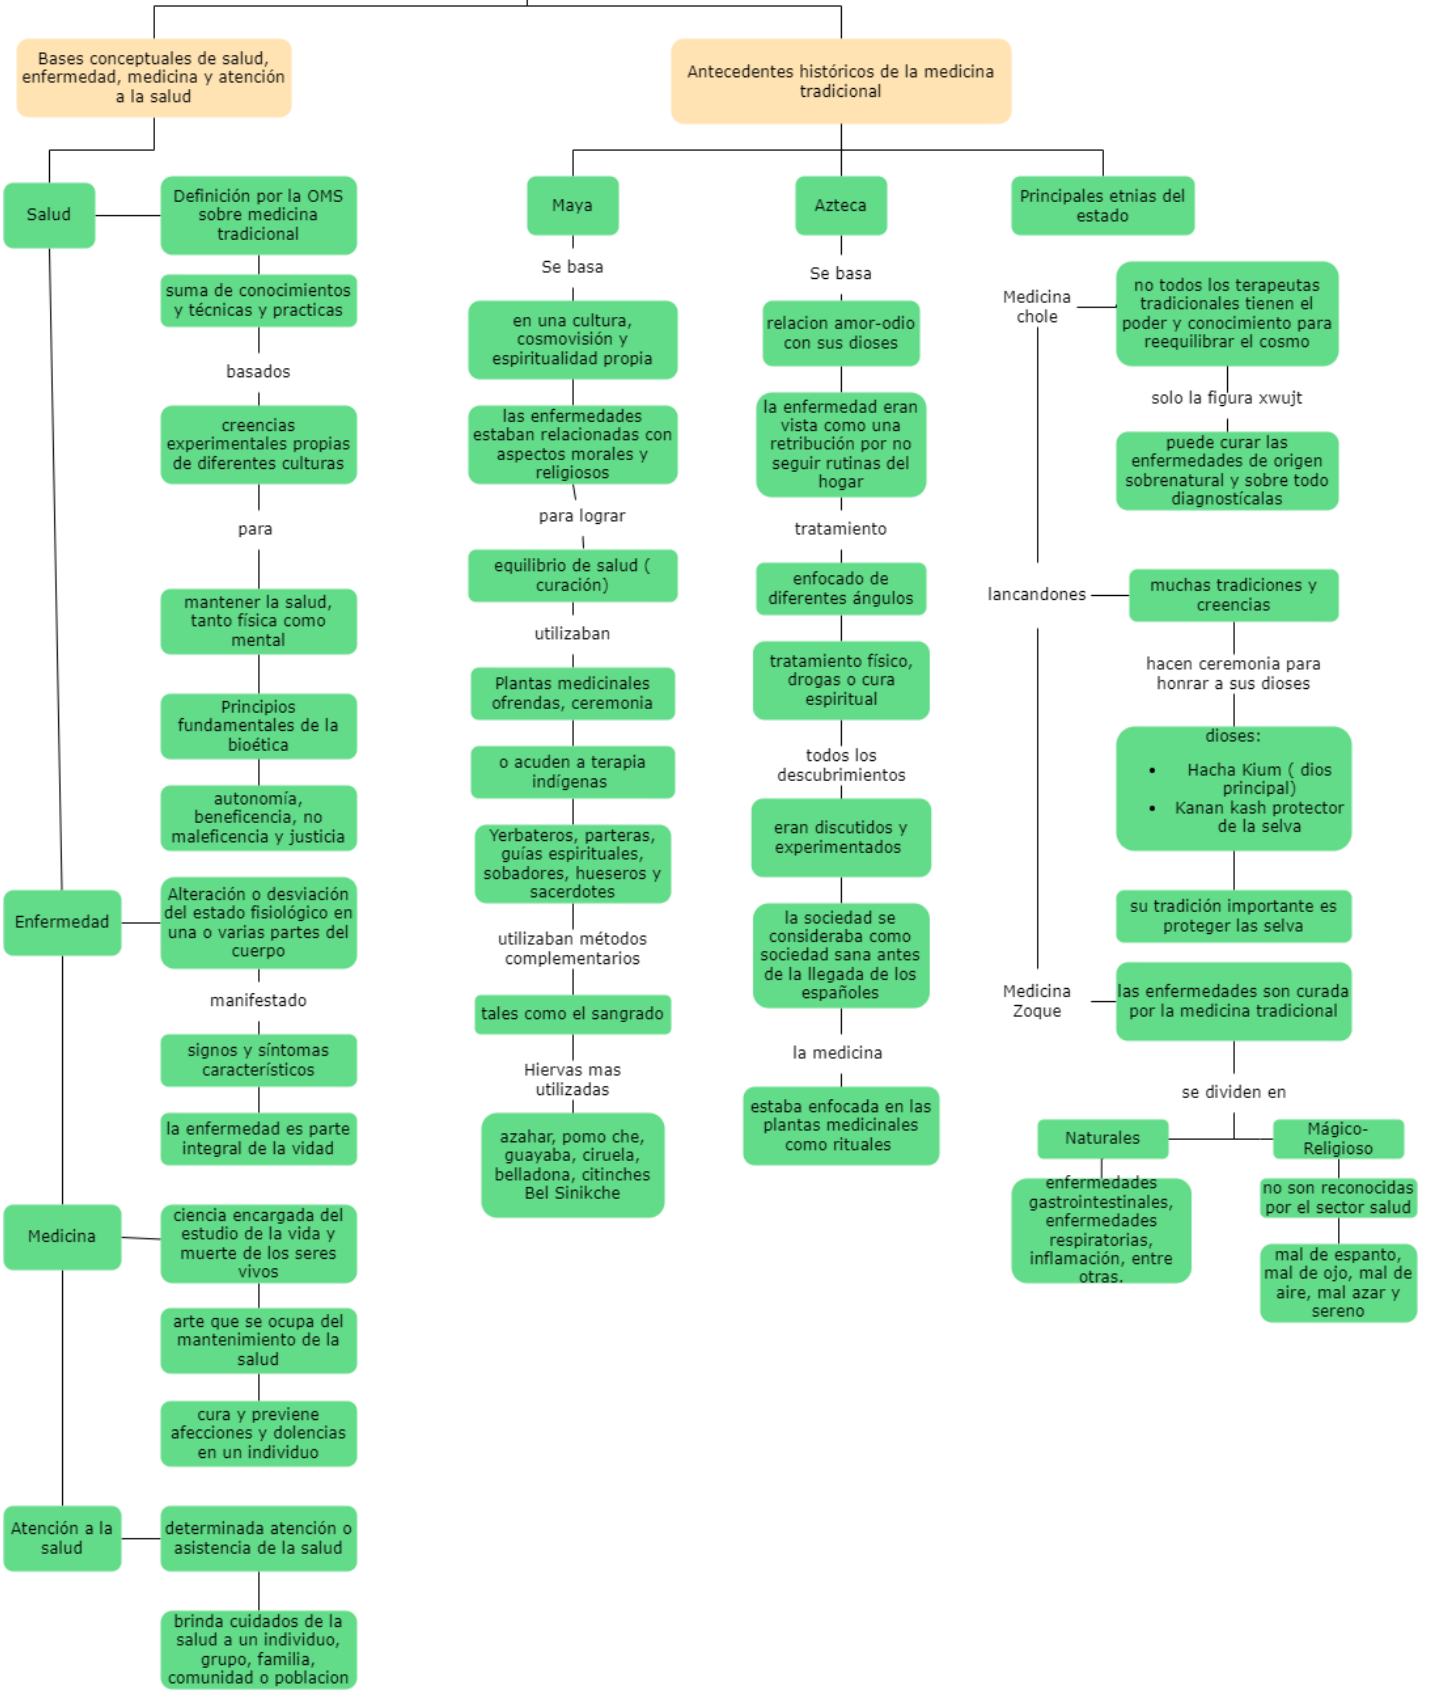 Bases conceptuales de salud,
enfermedad, medicina y atención
a la salud
Salud
Definición por la OMS
sobre medicina
tradicional
suma de conocimientos
y técnicas y practicas
basados
creencias
experimentales propias
de diferentes culturas
para
mantener la salud,
tanto física como
mental
Principios
fundamentales de la
bioética
autonomía,
beneficencia, no
maleficencia y justicia
Enfermedad
Alteración o desviación
del estado fisiológico en
una o varias partes del
cuerpo
manifestado
signos y síntomas
característicos
la enfermedad es parte
integral de la vidad
Medicina
ciencia encargada del
estudio de la vida y
muerte de los seres
vivos
arte que se ocupa del
mantenimiento de la
salud
cura y previene
afecciones y dolencias
en un individuo
Atención a la
salud
determinada atención o
asistencia de la salud
brinda cuidados de la
salud a un individuo,
grupo, familia,
comunidad o poblacion
Antecedentes históricos de la medicina
tradicional
Maya
Se basa
en una cultura,
cosmovisión y
espiritualidad propia
las enfermedades
estaban relacionadas con
aspectos morales y
religiosos
para lograr
equilibrio de salud (
curación)
utilizaban
Plantas medicinales
ofrendas, ceremonia
o acuden a terapia
indígenas
Yerbateros, parteras,
guías espirituales,
sobadores, hueseros y
sacerdotes
utilizaban métodos
complementarios
tales como el sangrado
Hiervas mas
utilizadas
azahar, pomo che,
guayaba, ciruela,
belladona, citinches
Bel Sinikche
Azteca
Se basa
relacion amor-odio
con sus dioses
la enfermedad eran
vista como una
retribución por no
seguir rutinas del
hogar
tratamiento
enfocado de
diferentes ángulos
tratamiento físico,
drogas o cura
espiritual
todos los
descubrimientos
eran discutidos y
experimentados
la sociedad se
consideraba como
sociedad sana antes
de la llegada de los
españoles
la medicina
estaba enfocada en las
plantas medicinales
como rituales
Principales etnias del
estado
Medicina
chole
no todos los terapeutas
tradicionales tienen el
poder y conocimiento para
reequilibrar el cosmo
solo la figura xwujt
puede curar las
enfermedades de origen
sobrenatural y sobre todo
diagnostícalas
lancandones
muchas tradiciones y
creencias
hacen ceremonia para
honrar a sus dioses
dioses:
• Hacha Kium ( dios
principal)
• Kanan kash protector
de la selva
su tradición importante es
proteger las selva
Medicina
Zoque
las enfermedades son curada
por la medicina tradicional
se dividen en
Naturales
enfermedades
gastrointestinales,
enfermedades
respiratorias,
inflamación, entre
otras.
Mágico-
Religioso
no son reconocidas
por el sector salud
mal de espanto,
mal de ojo, mal de
aire, mal azar y
sereno